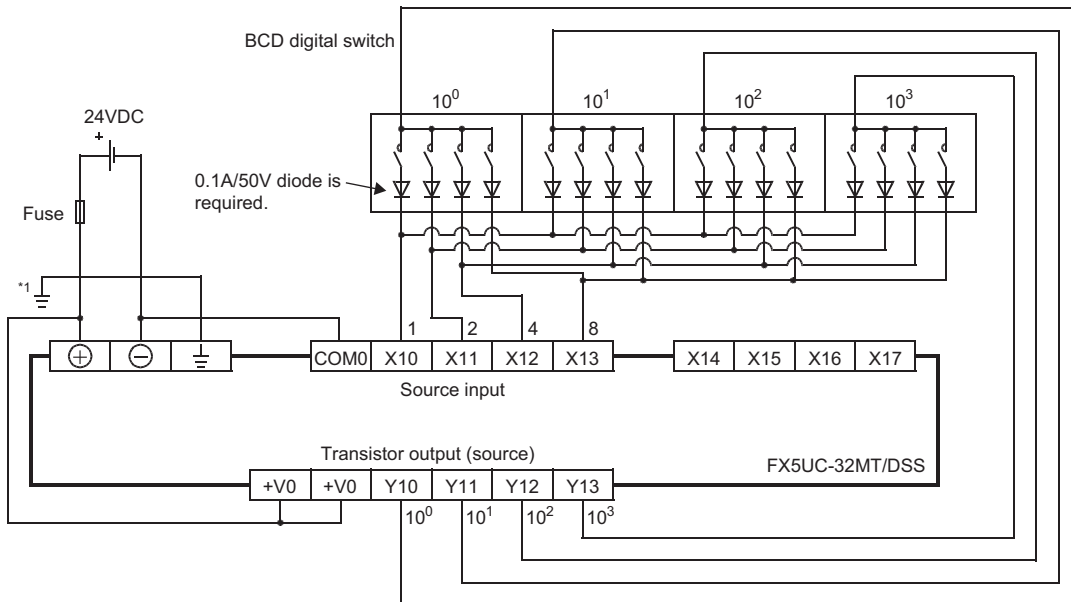 BCD digital switch
10⁰ 10¹ 10² 10³
24VDC
+
0.1A/50V diode is
required.
Fuse
*1
1 2 4 8
+ − COM0 X10 X11 X12 X13 X14 X15 X16 X17
Source input
Transistor output (source)
FX5UC-32MT/DSS
+V0 +V0 Y10 Y11 Y12 Y13
10⁰ 10¹ 10² 10³